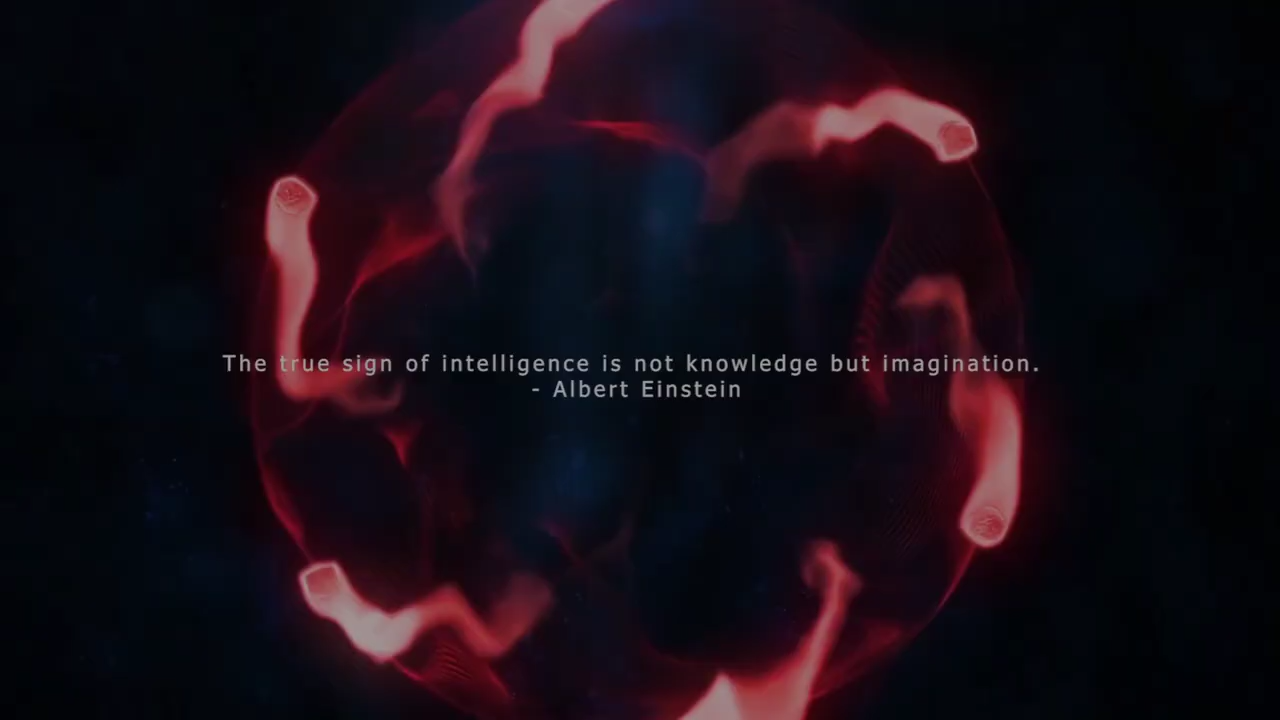 The true sign of intelligence is not knowledge but imagination.
- Albert Einstein